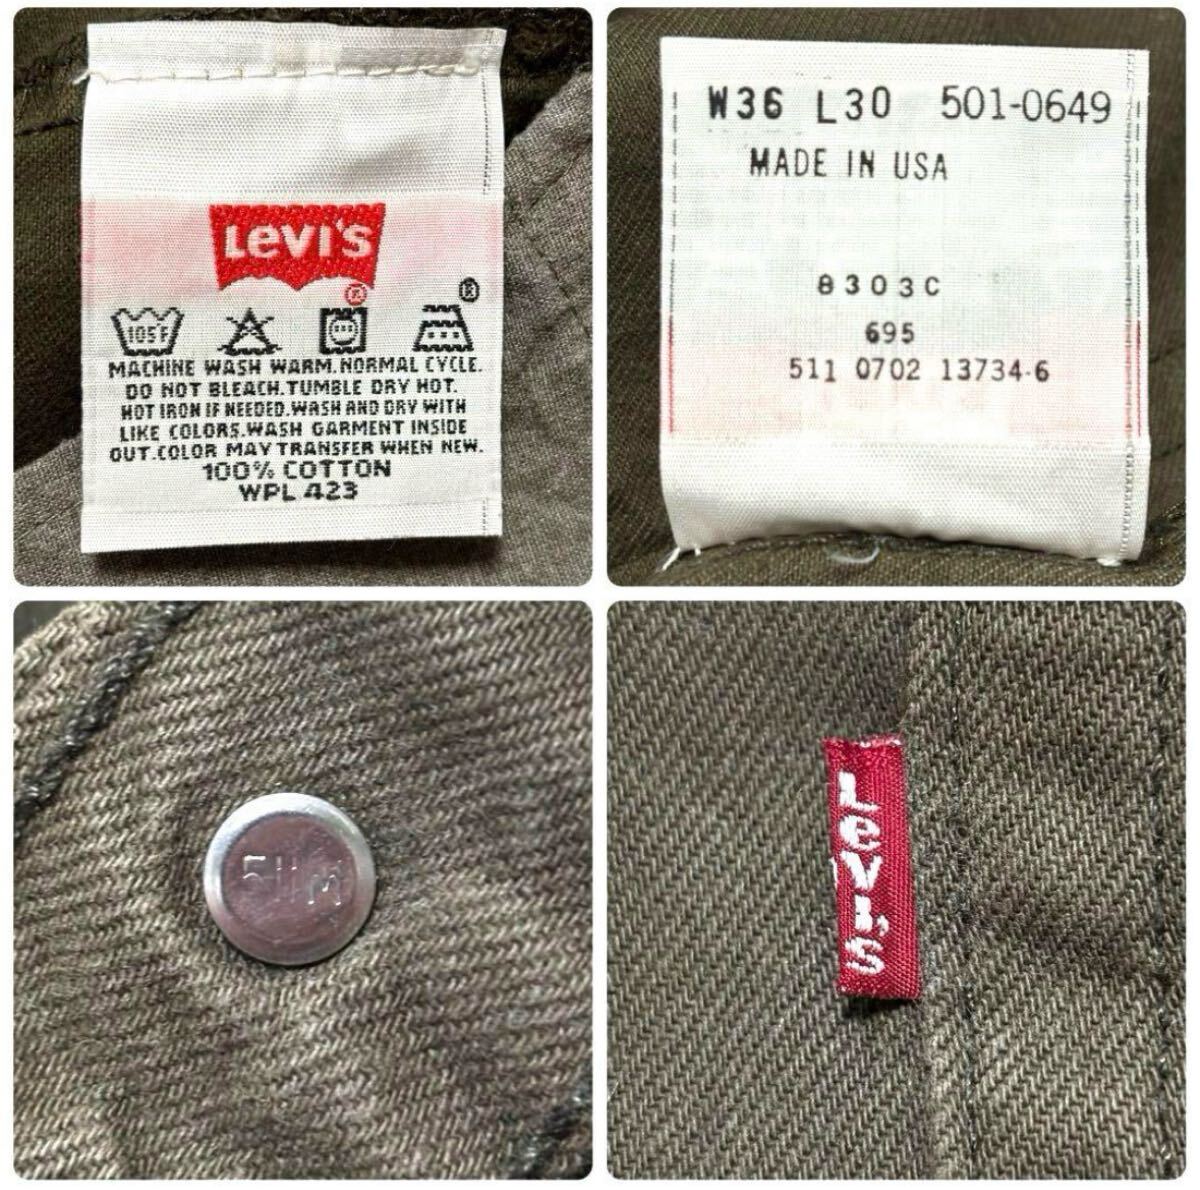 LEVI'S
®
®
105F
MACHINE WASH WARM.NORMAL CYCLE.
DO NOT BLEACH.TUMBLE DRY HOT.
HOT IRON IF NEEDED.WASH AND DRY WITH
LIKE COLORS.WASH GARMENT INSIDE
OUT.COLOR MAY TRANSFER WHEN NEW.
100% COTTON
WPL 423
W36 L30 501-0649
MADE IN USA
8303C
695
511 0702 13734-6
511
LEVI'S